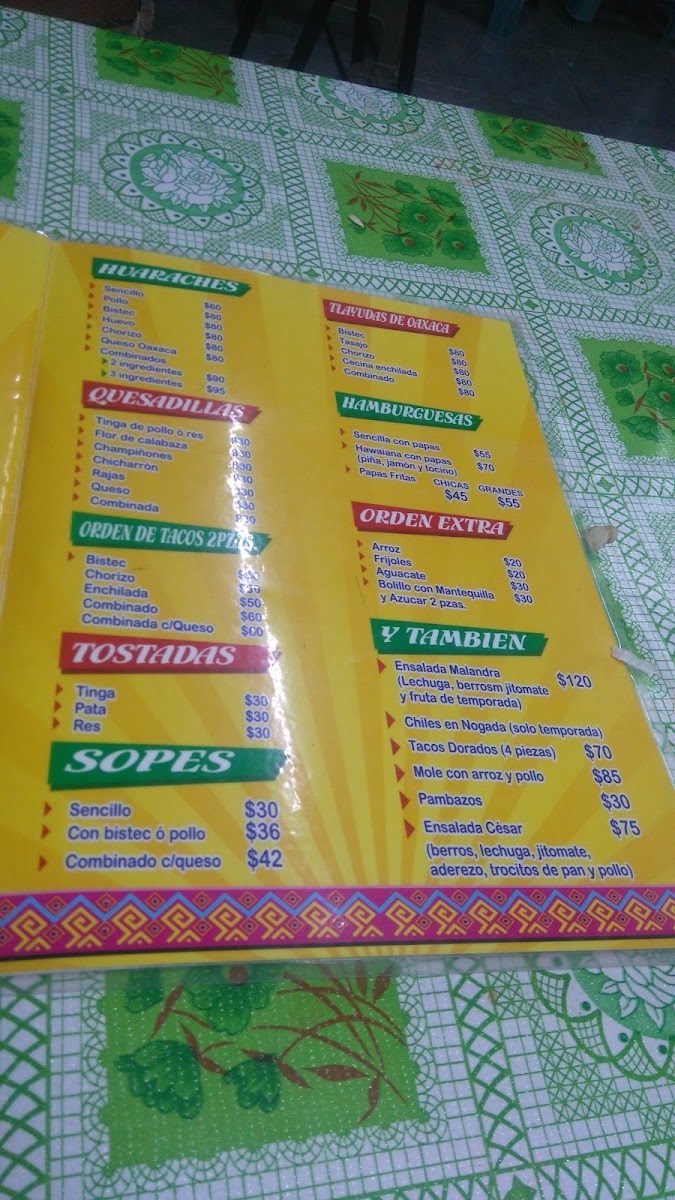 HUARACHES
Sencillo $60
Pollo $80
Bistec $80
Huevo $80
Chorizo $80
Queso Oaxaca $80
Combinados
2 ingredientes $90
3 ingredientes $95
QUESADILLAS
Tinga de pollo ó res
Flor de calabaza
Champiñones
Chicharrón
Rajas
Queso
Combinada
ORDEN DE TACOS 2PZAS.
Bistec
Chorizo
Enchilada $50
Combinado $60
Combinada c/Queso
TOSTADAS
Tinga $30
Pata $30
Res $30
SOPES
Sencillo $30
Con bistec ó pollo $36
Combinado c/queso $42
TLAYUDAS DE OAXACA
Bistec $80
Tasajo $80
Chorizo $80
Cecina enchilada $80
Combinado $80
HAMBURGUESAS
Sencilla con papas $55
Hawaiana con papas $70
(piña, jamòn y tocino)
CHICAS GRANDES
Papas Fritas $45 $55
ORDEN EXTRA
Arroz $20
Frijoles $20
Aguacate $30
Bolillo con Mantequilla $30
y Azucar 2 pzas.
Y TAMBIEN
Ensalada Malandra $120
(Lechuga, berrosm jitomate
y fruta de temporada)
Chiles en Nogada (solo temporada)
Tacos Dorados (4 piezas) $70
Mole con arroz y pollo $85
Pambazos $30
Ensalada Cèsar $75
(berros, lechuga, jitomate,
aderezo, trocitos de pan y pollo)